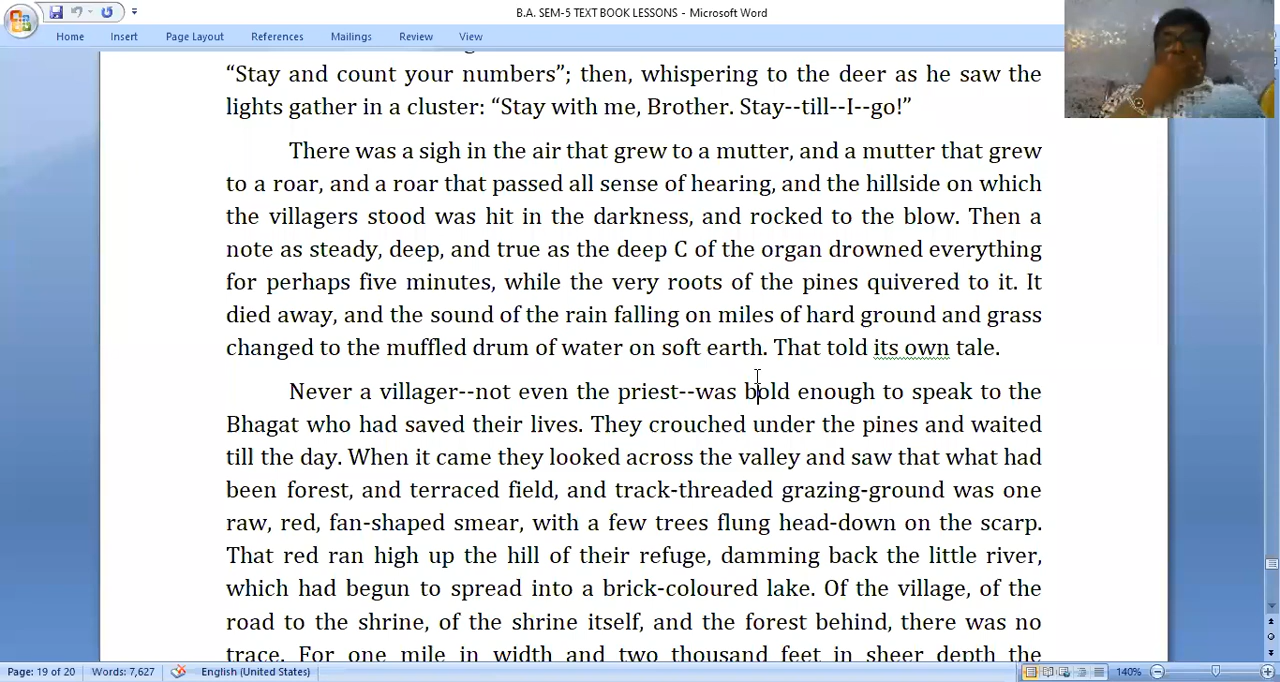 B.A. SEM-5 TEXT BOOK LESSONS - Microsoft Word
Home Insert Page Layout References Mailings Review View
“Stay and count your numbers”; then, whispering to the deer as he saw the
lights gather in a cluster: “Stay with me, Brother. Stay--till--I--go!”
There was a sigh in the air that grew to a mutter, and a mutter that grew
to a roar, and a roar that passed all sense of hearing, and the hillside on which
the villagers stood was hit in the darkness, and rocked to the blow. Then a
note as steady, deep, and true as the deep C of the organ drowned everything
for perhaps five minutes, while the very roots of the pines quivered to it. It
died away, and the sound of the rain falling on miles of hard ground and grass
changed to the muffled drum of water on soft earth. That told its own tale.
Never a villager--not even the priest--was bold enough to speak to the
Bhagat who had saved their lives. They crouched under the pines and waited
till the day. When it came they looked across the valley and saw that what had
been forest, and terraced field, and track-threaded grazing-ground was one
raw, red, fan-shaped smear, with a few trees flung head-down on the scarp.
That red ran high up the hill of their refuge, damming back the little river,
which had begun to spread into a brick-coloured lake. Of the village, of the
road to the shrine, of the shrine itself, and the forest behind, there was no
trace. For one mile in width and two thousand feet in sheer depth the
Page: 19 of 20 Words: 7,627 English (United States) 140%